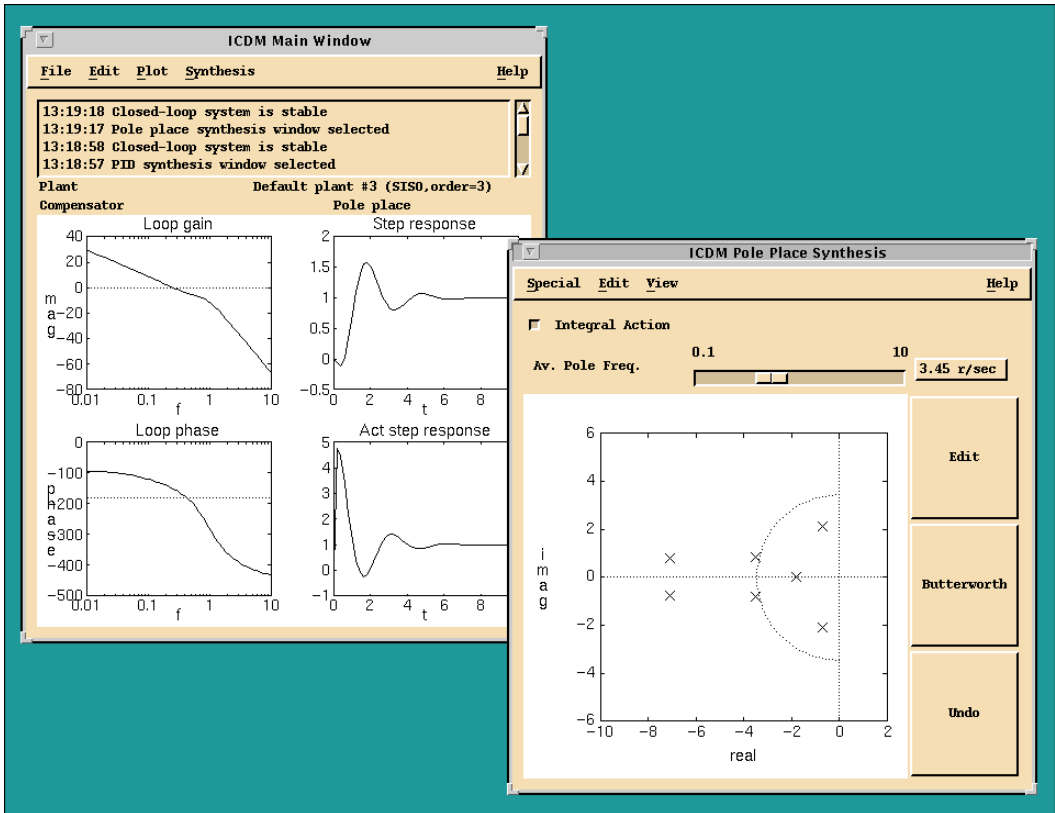 ICDM Main Window
File Edit Plot Synthesis Help
13:19:18 Closed-loop system is stable
13:19:17 Pole place synthesis window selected
13:18:58 Closed-loop system is stable
13:18:57 PID synthesis window selected
Plant Default plant #3 (SISO,order=3)
Compensator Pole place
Loop gain
40
20
0
-20
-40
-60
-80
mag
0.01 0.1 1 10
f
Step response
2
1.5
1
0.5
0
-0.5
0 2 4 6 8
t
Loop phase
0
-100
-200
-300
-400
-500
phase
0.01 0.1 1 10
f
Act step response
5
4
3
2
1
0
-1
0 2 4 6 8
t
ICDM Pole Place Synthesis
Special Edit View Help
Integral Action
0.1 10
Av. Pole Freq. 3.45 r/sec
6
4
2
0
-2
-4
-6
imag
-10 -8 -6 -4 -2 0 2
real
Edit
Butterworth
Undo